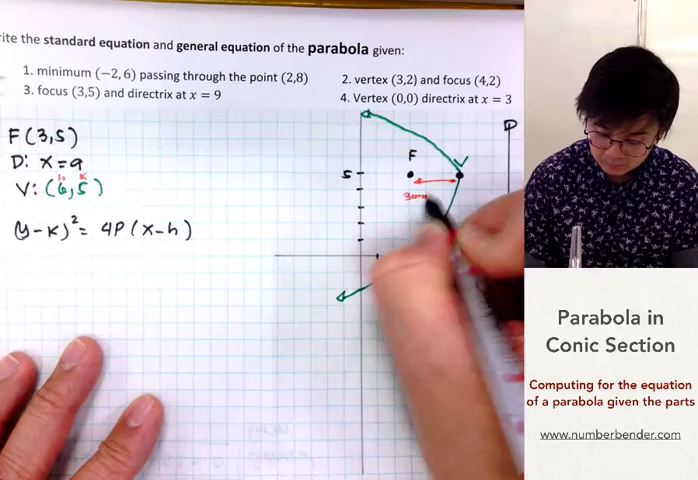 rite the standard equation and general equation of the parabola given:
1. minimum (−2, 6) passing through the point (2,8)
2. vertex (3,2) and focus (4,2)
3. focus (3,5) and directrix at x = 9
4. Vertex (0,0) directrix at x = 3
F(3,5)
D: x=9
h k
V: (6,5)
(y-k)²= 4P(x-h)
D
F
V
5
Parabola in
Conic Section
Computing for the equation
of a parabola given the parts
www.numberbender.com